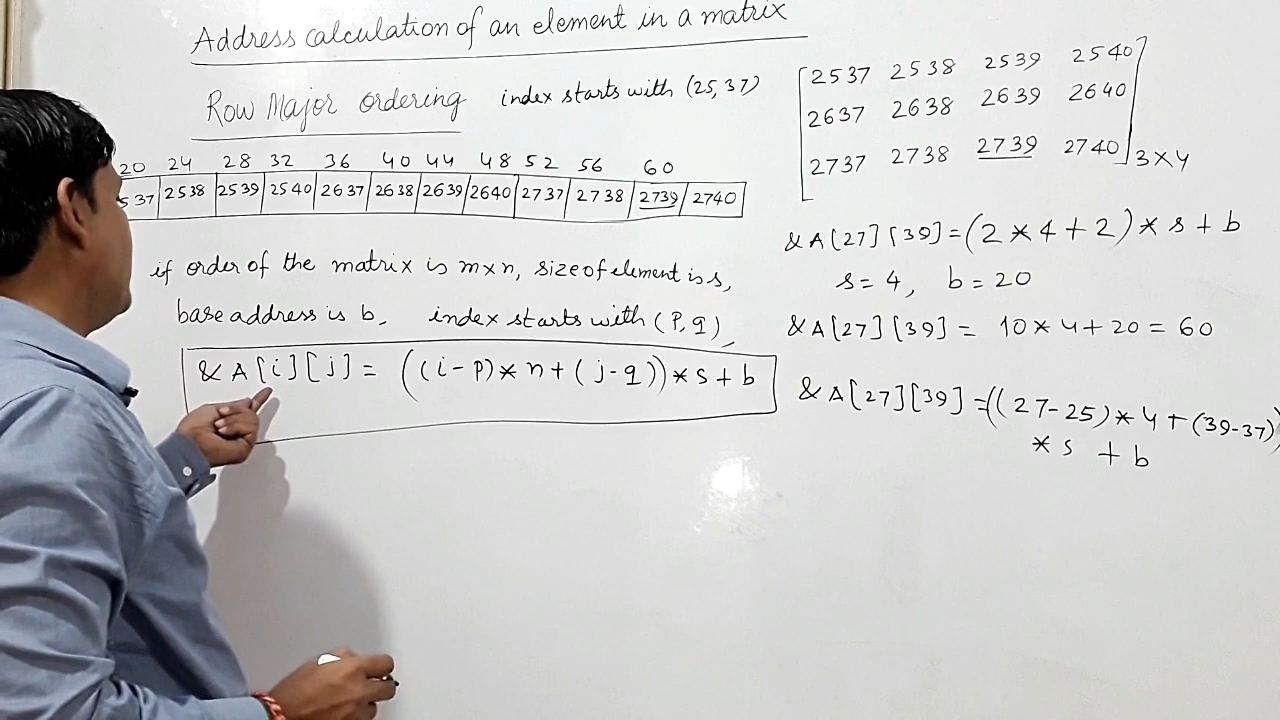 Address calculation of an element in a matrix
Row Major ordering index starts with (25, 37)
20 24 28 32 36 40 44 48 52 56 60
537 2538 2539 2540 2637 2638 2639 2640 2737 2738 2739 2740
if order of the matrix is m×n, size of element is s,
base address is b, index starts with (P, q)
& A[i][j] = ((i-p)*n+(j-q))*s+b
2537 2538 2539 2540
2637 2638 2639 2640
2737 2738 2739 2740 3×4
& A[27][39]=(2*4+2)*s+b
s=4, b=20
& A[27][39] = 10*4+20=60
& A[27][39]=((27-25)*4+(39-37))
*s +b